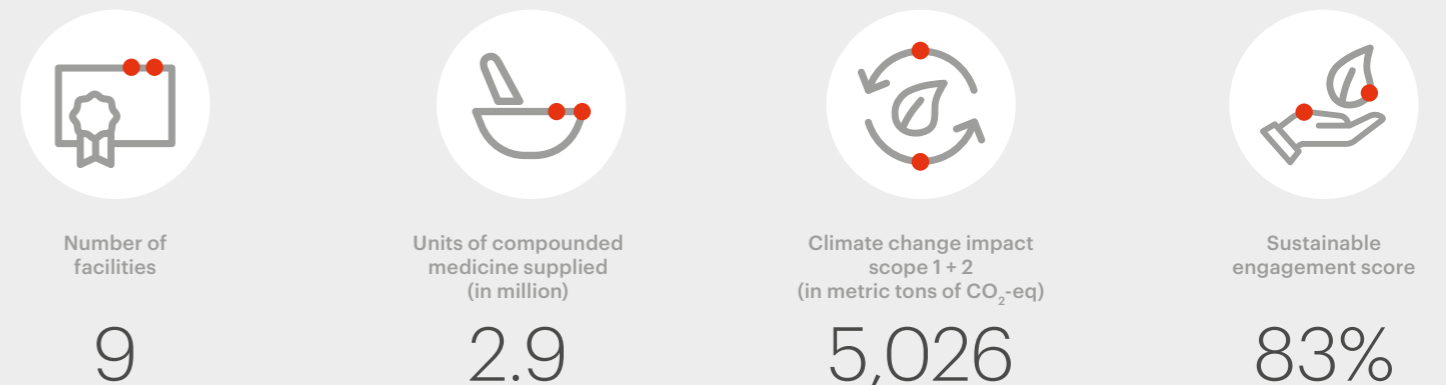 Number of
facilities
9
Units of compounded
medicine supplied
(in million)
2.9
Climate change impact
scope 1 + 2
(in metric tons of CO₂-eq)
5,026
Sustainable
engagement score
83%